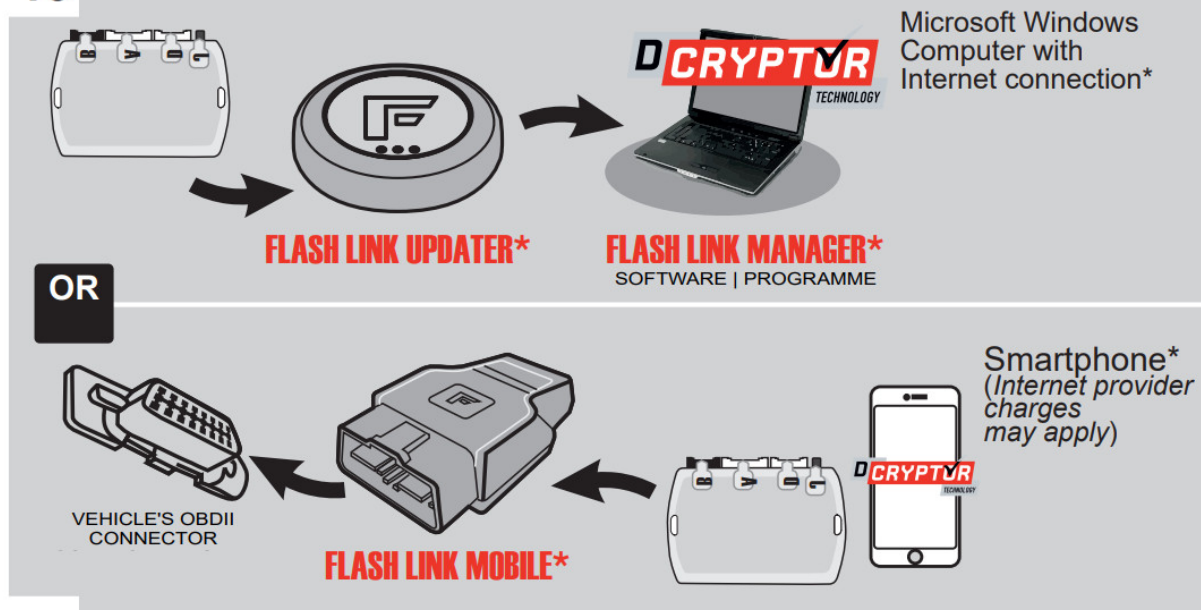 B A D L
D CRYPTOR
TECHNOLOGY
Microsoft Windows
Computer with
Internet connection*
FLASH LINK UPDATER*
FLASH LINK MANAGER*
SOFTWARE | PROGRAMME
OR
Smartphone*
(Internet provider
charges
may apply)
D CRYPTOR
TECHNOLOGY
B A D L
VEHICLE'S OBDII
CONNECTOR
FLASH LINK MOBILE*